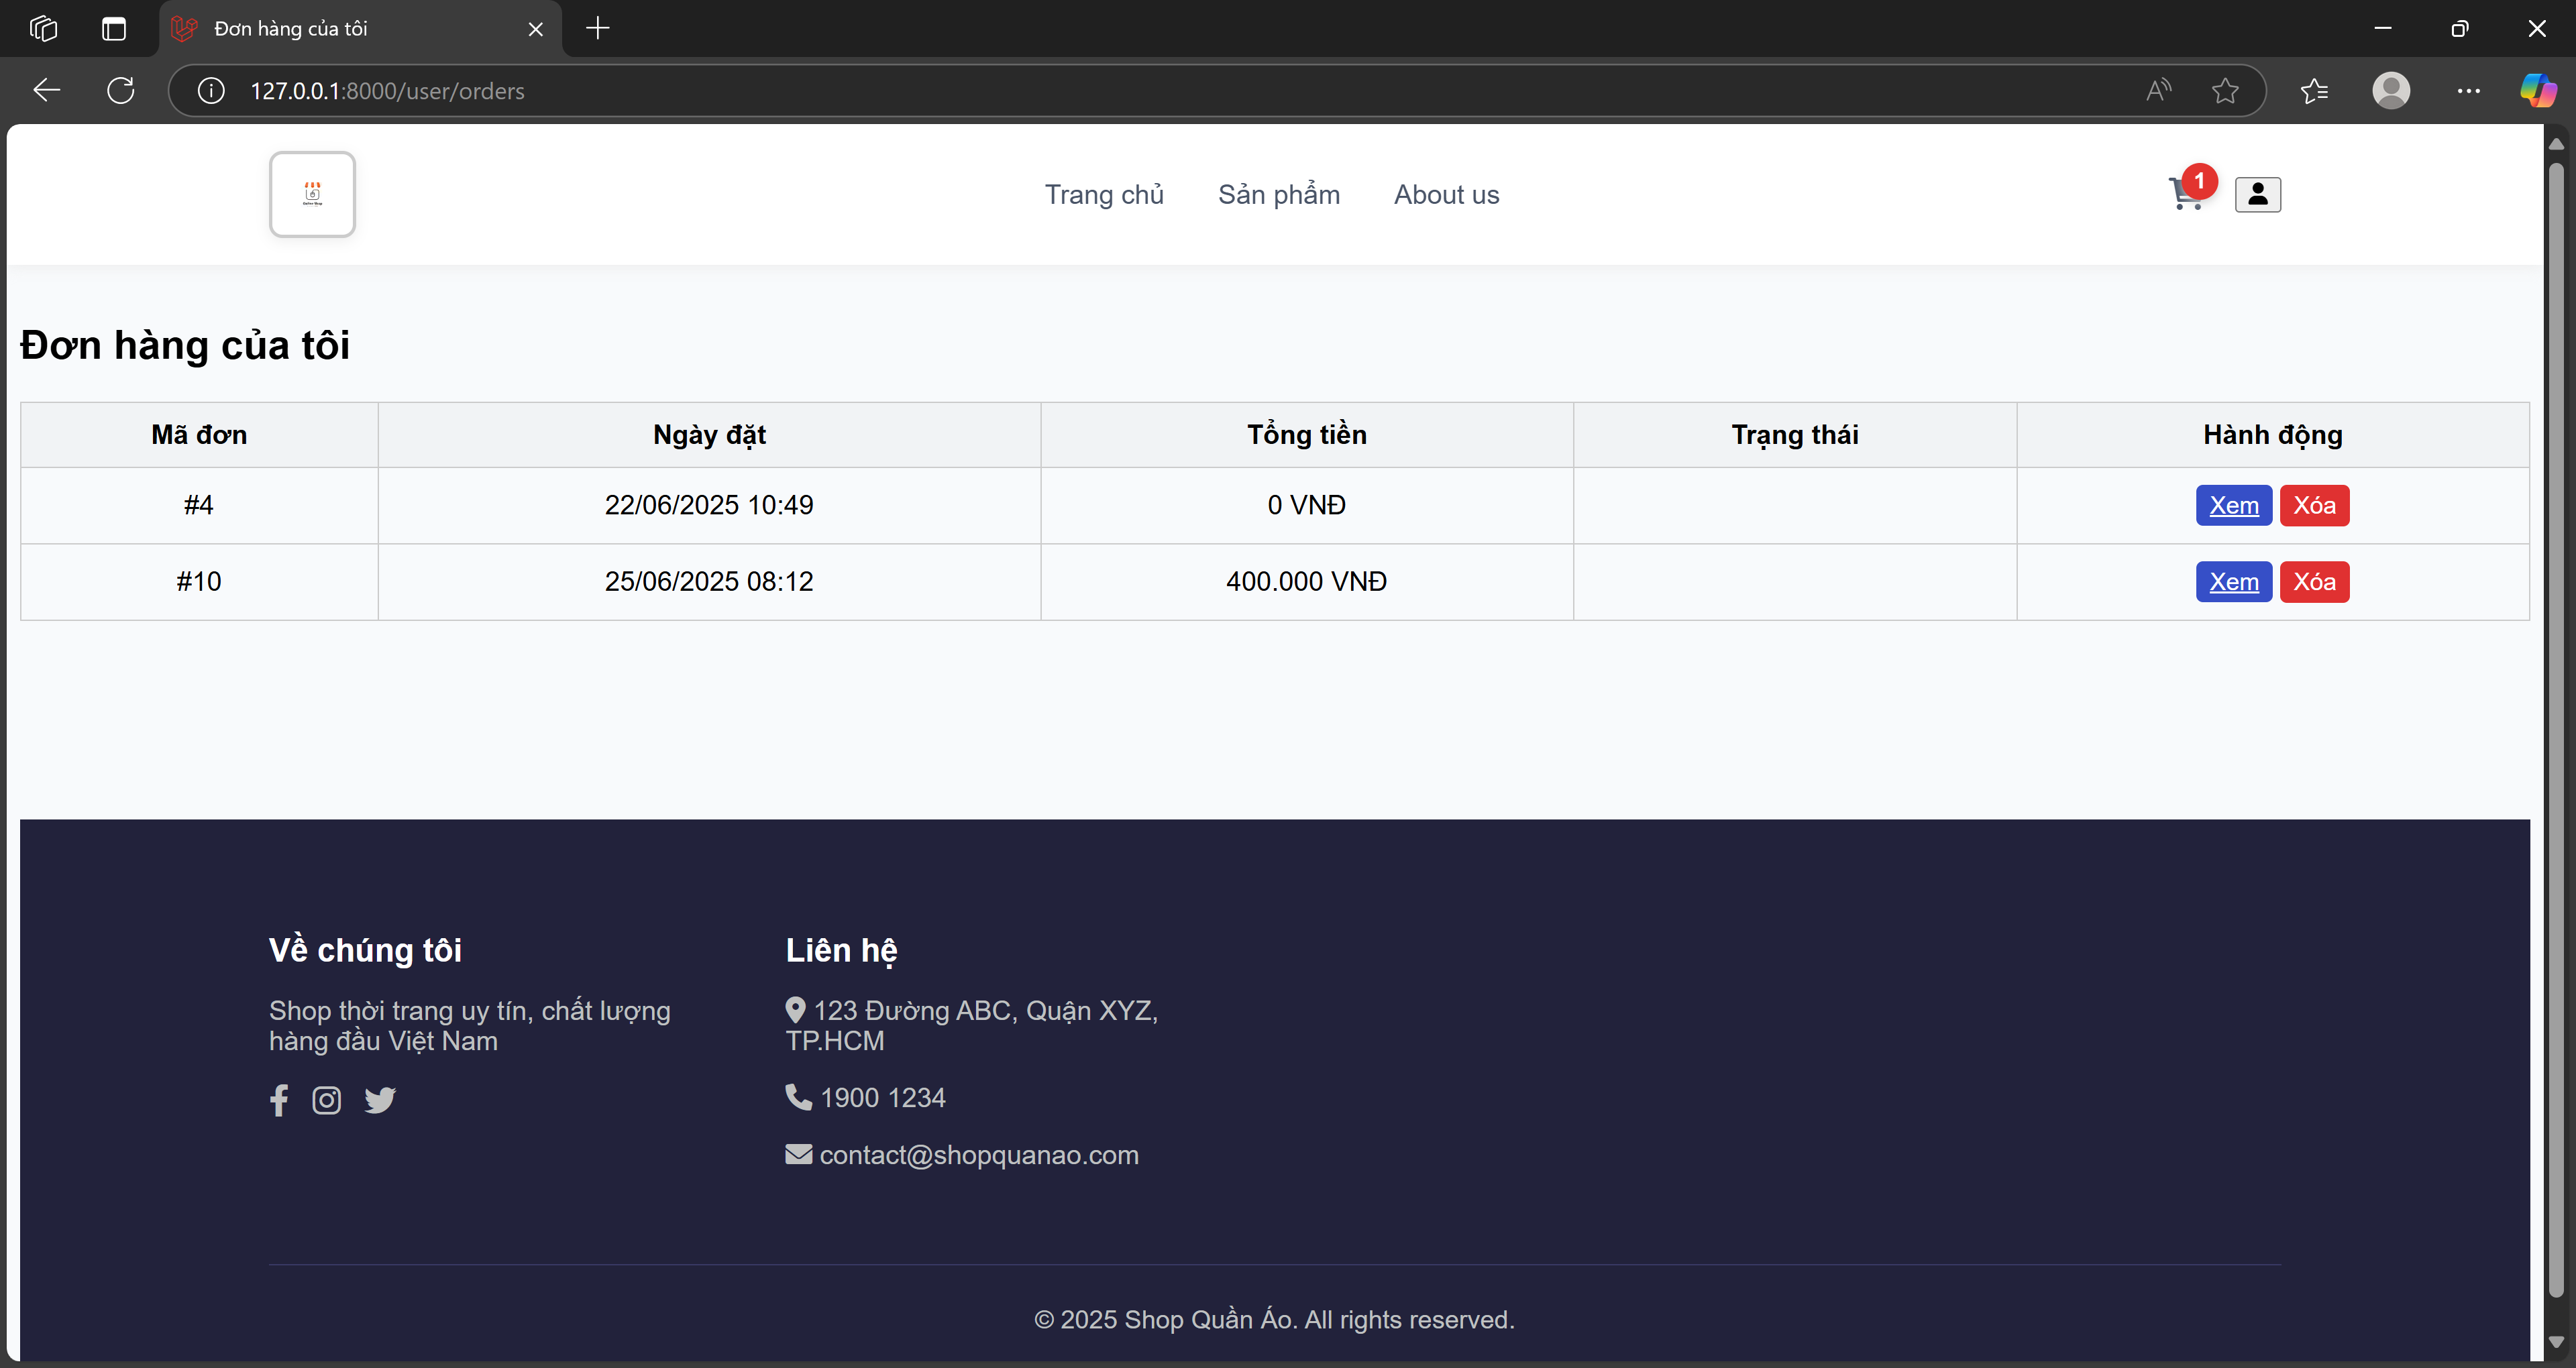 Đơn hàng của tôi
127.0.0.1:8000/user/orders
Trang chủ Sản phẩm About us 1
Đơn hàng của tôi
Mã đơn Ngày đặt Tổng tiền Trạng thái Hành động
#4 22/06/2025 10:49 0 VNĐ Xem Xóa
#10 25/06/2025 08:12 400.000 VNĐ Xem Xóa
Về chúng tôi
Shop thời trang uy tín, chất lượng
hàng đầu Việt Nam
Liên hệ
123 Đường ABC, Quận XYZ,
TP.HCM
1900 1234
contact@shopquanao.com
© 2025 Shop Quần Áo. All rights reserved.